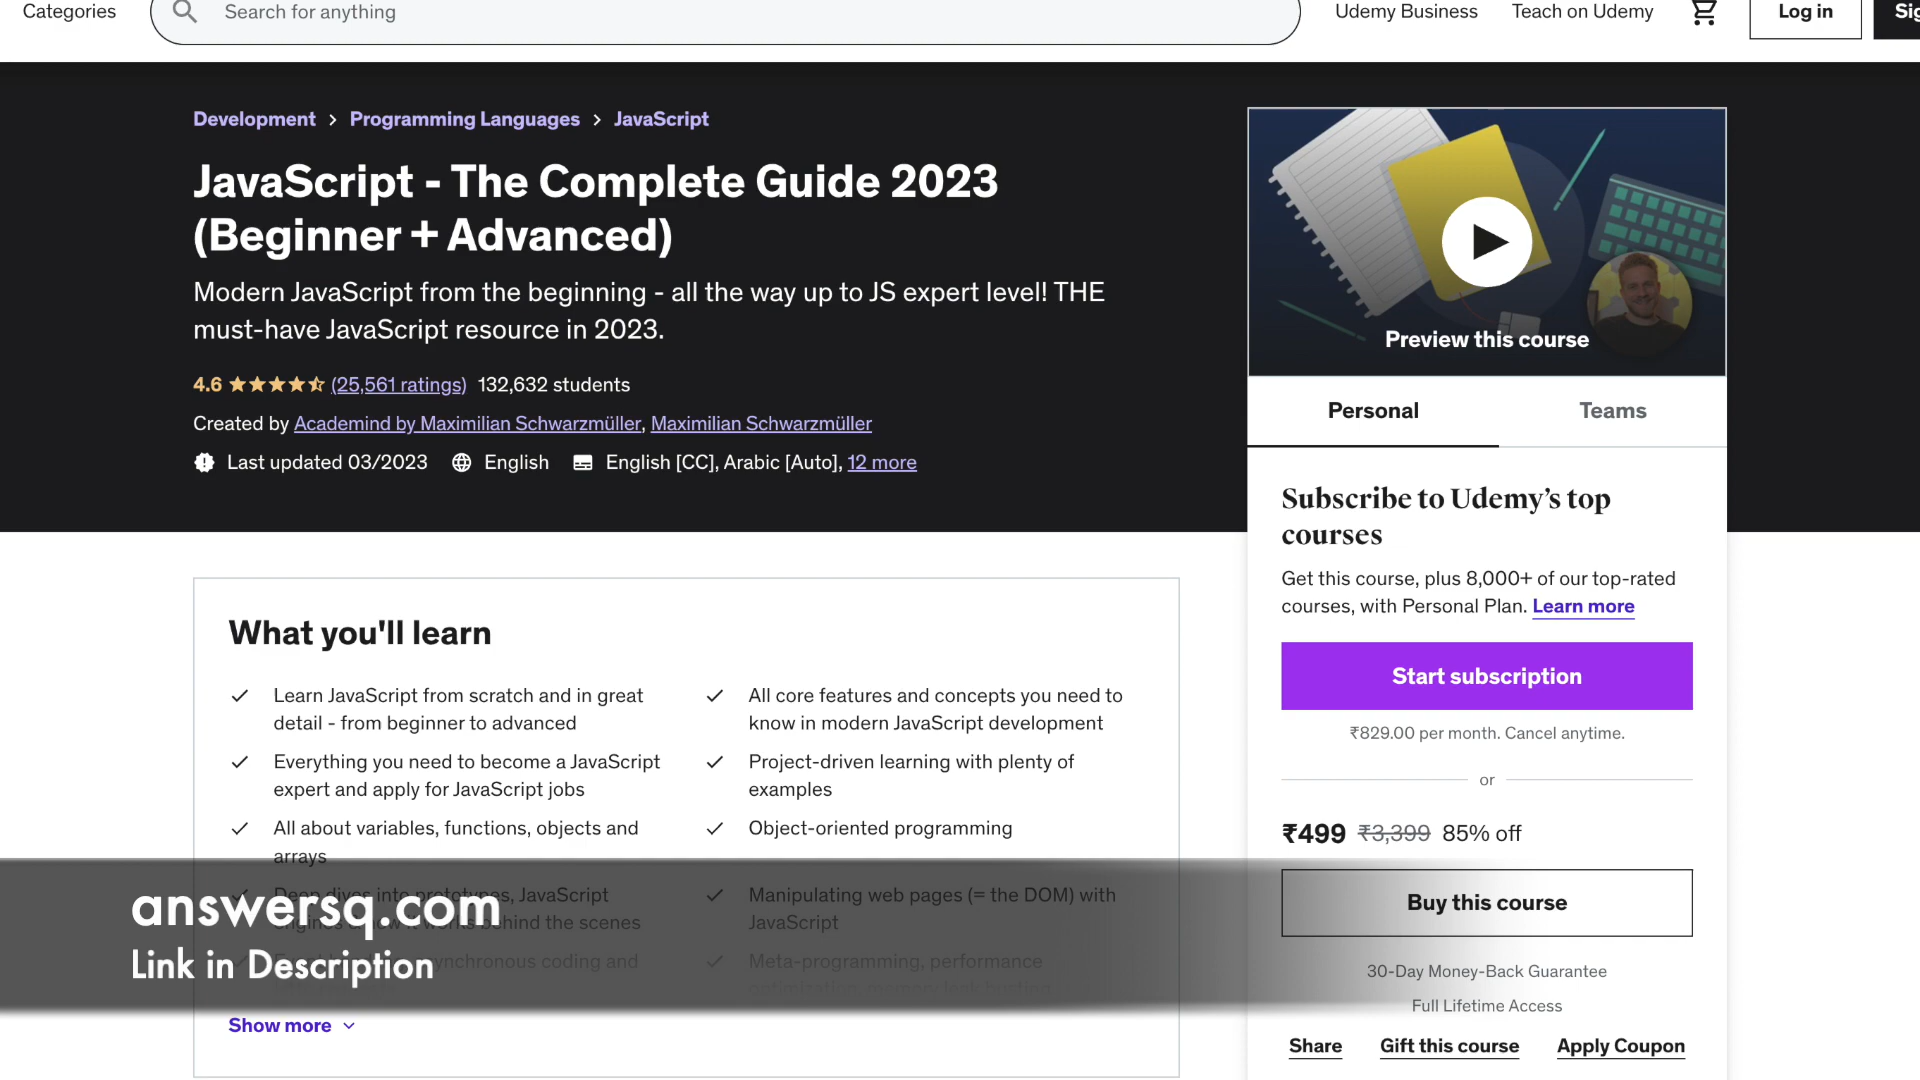 Categories
Search for anything
Udemy Business
Teach on Udemy
Log in
Development > Programming Languages > JavaScript
JavaScript - The Complete Guide 2023
(Beginner + Advanced)
Modern JavaScript from the beginning - all the way up to JS expert level! THE
must-have JavaScript resource in 2023.
4.6 (25,561 ratings) 132,632 students
Created by Academind by Maximilian Schwarzmüller, Maximilian Schwarzmüller
Last updated 03/2023 English English [CC], Arabic [Auto], 12 more
Preview this course
Personal
Teams
Subscribe to Udemy’s top
courses
Get this course, plus 8,000+ of our top-rated
courses, with Personal Plan. Learn more
Start subscription
₹829.00 per month. Cancel anytime.
or
₹499 ₹3,399 85% off
Buy this course
30-Day Money-Back Guarantee
Full Lifetime Access
Share
Gift this course
Apply Coupon
What you'll learn
Learn JavaScript from scratch and in great
detail - from beginner to advanced
All core features and concepts you need to
know in modern JavaScript development
Everything you need to become a JavaScript
expert and apply for JavaScript jobs
Project-driven learning with plenty of
examples
All about variables, functions, objects and
arrays
Object-oriented programming
Deep dives into prototypes, JavaScript
behind the scenes
Manipulating web pages (= the DOM) with
JavaScript
coding and
Meta-programming, performance
Show more
answersq.com
Link in Description